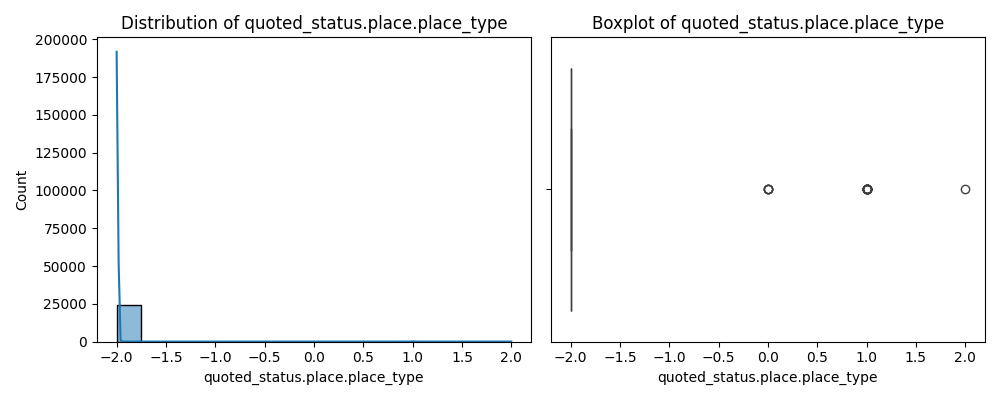 Distribution of quoted_status.place.place_type
200000
175000
150000
125000
100000
75000
50000
25000
0
Count
−2.0 −1.5 −1.0 −0.5 0.0 0.5 1.0 1.5 2.0
quoted_status.place.place_type
Boxplot of quoted_status.place.place_type
−2.0 −1.5 −1.0 −0.5 0.0 0.5 1.0 1.5 2.0
quoted_status.place.place_type